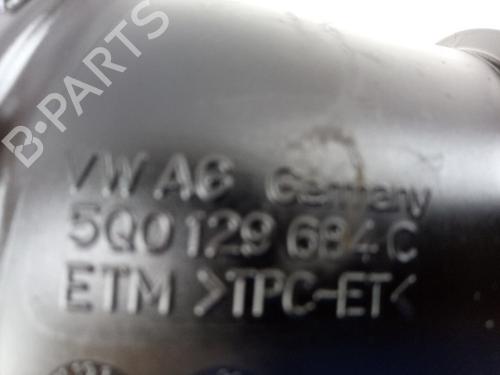 B-PARTS
VW AG Germany
5Q0 129 684 C
ETM >TPC-ET<